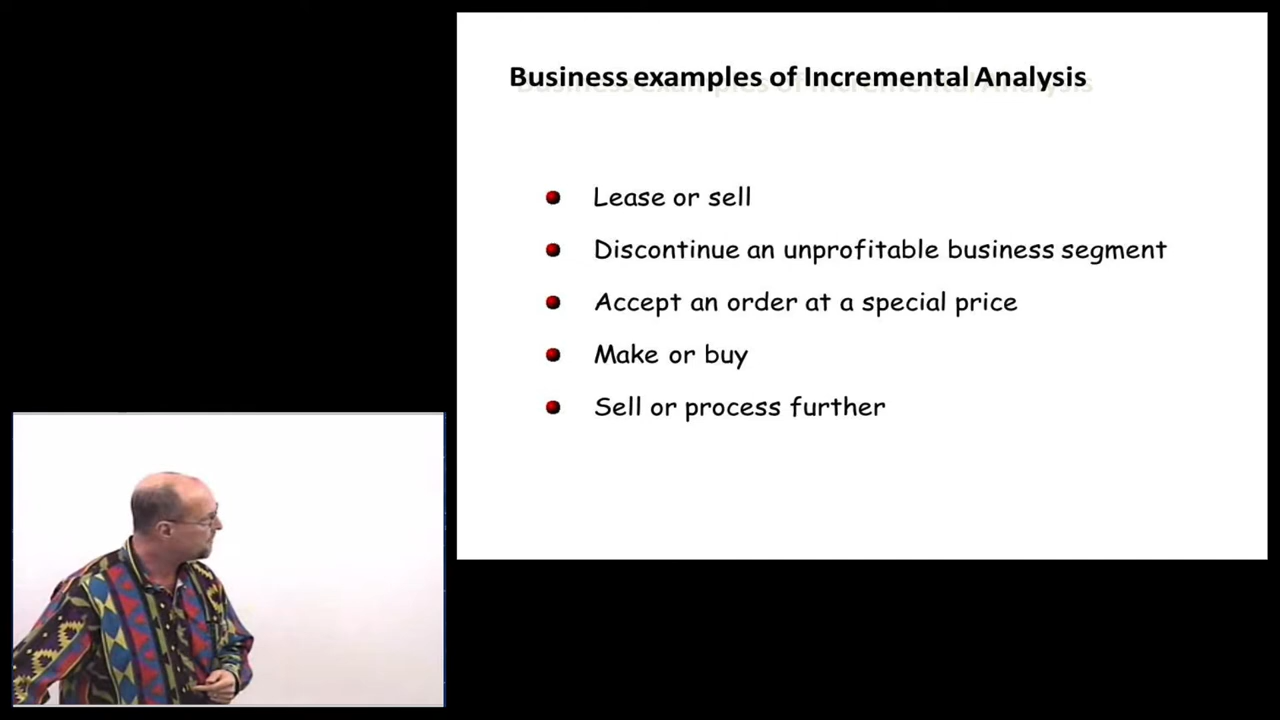 Business examples of Incremental Analysis
Lease or sell
Discontinue an unprofitable business segment
Accept an order at a special price
Make or buy
Sell or process further